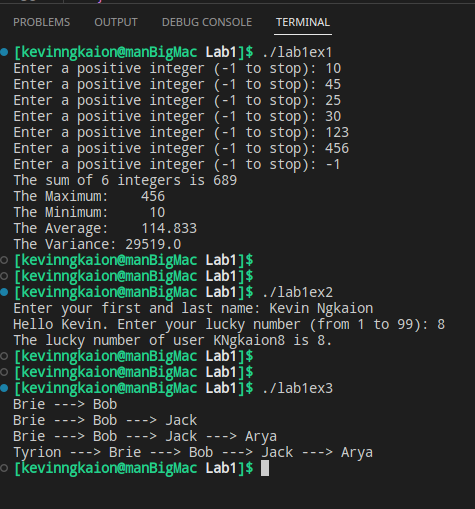 PROBLEMS OUTPUT DEBUG CONSOLE TERMINAL
[kevinngkaion@manBigMac Lab1]$ ./lab1ex1
Enter a positive integer (-1 to stop): 10
Enter a positive integer (-1 to stop): 45
Enter a positive integer (-1 to stop): 25
Enter a positive integer (-1 to stop): 30
Enter a positive integer (-1 to stop): 123
Enter a positive integer (-1 to stop): 456
Enter a positive integer (-1 to stop): -1
The sum of 6 integers is 689
The Maximum:    456
The Minimum:     10
The Average:    114.833
The Variance: 29519.0
[kevinngkaion@manBigMac Lab1]$
[kevinngkaion@manBigMac Lab1]$
[kevinngkaion@manBigMac Lab1]$ ./lab1ex2
Enter your first and last name: Kevin Ngkaion
Hello Kevin. Enter your lucky number (from 1 to 99): 8
The lucky number of user KNgkaion8 is 8.
[kevinngkaion@manBigMac Lab1]$
[kevinngkaion@manBigMac Lab1]$
[kevinngkaion@manBigMac Lab1]$ ./lab1ex3
Brie ---> Bob
Brie ---> Bob ---> Jack
Brie ---> Bob ---> Jack ---> Arya
Tyrion ---> Brie ---> Bob ---> Jack ---> Arya
[kevinngkaion@manBigMac Lab1]$